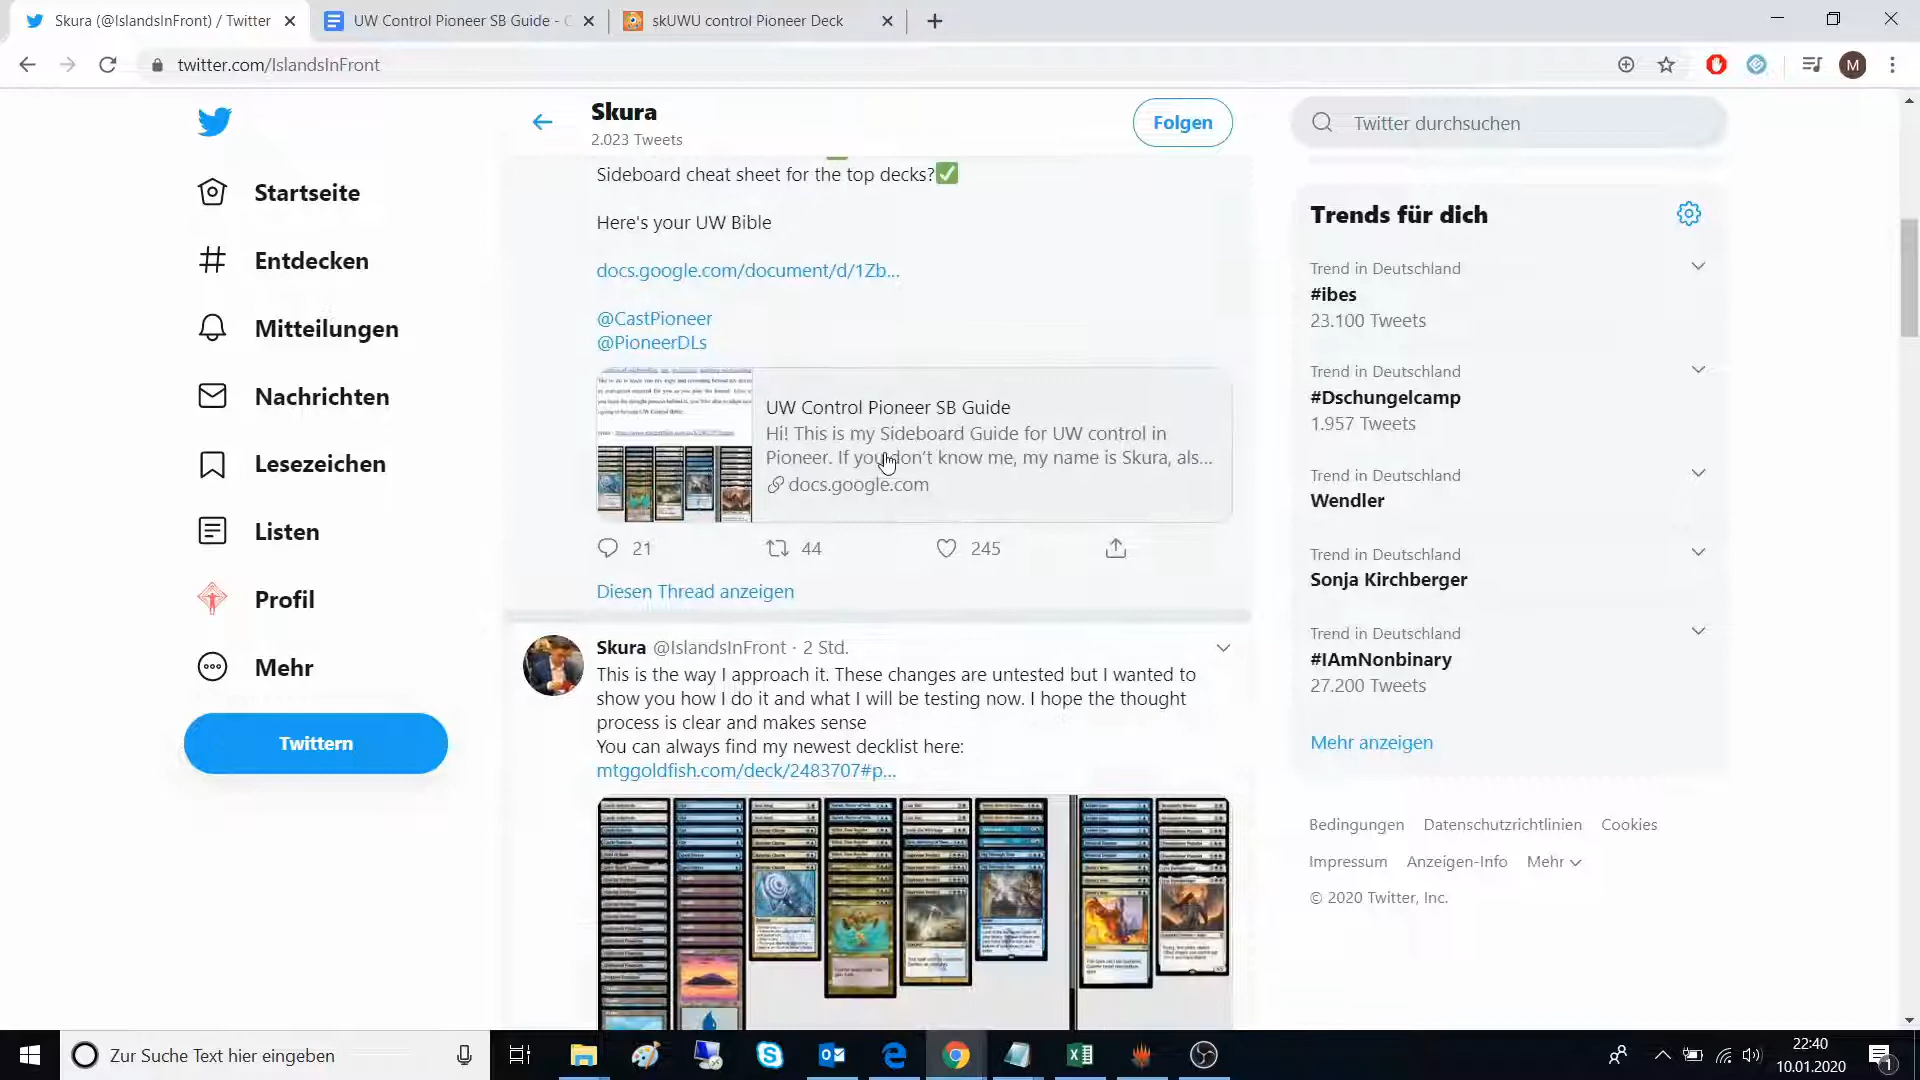 Skura (@IslandsInFront) / Twitter
UW Control Pioneer SB Guide - 
skUWU control Pioneer Deck
twitter.com/IslandsInFront
M
Startseite
Entdecken
Mitteilungen
Nachrichten
Lesezeichen
Listen
Profil
Mehr
Twittern
Skura
2.023 Tweets
Folgen
Sideboard cheat sheet for the top decks?✅
Here's your UW Bible
docs.google.com/document/d/1Zb...
@CastPioneer
@PioneerDLs
UW Control Pioneer SB Guide
Hi! This is my Sideboard Guide for UW control in
Pioneer. If you don't know me, my name is Skura, als...
docs.google.com
21
44
245
Diesen Thread anzeigen
Skura @IslandsInFront · 2 Std.
This is the way I approach it. These changes are untested but I wanted to
show you how I do it and what I will be testing now. I hope the thought
process is clear and makes sense
You can always find my newest decklist here:
mtggoldfish.com/deck/2483707#p...
Twitter durchsuchen
Trends für dich
Trend in Deutschland
#ibes
23.100 Tweets
Trend in Deutschland
#Dschungelcamp
1.957 Tweets
Trend in Deutschland
Wendler
Trend in Deutschland
Sonja Kirchberger
Trend in Deutschland
#IAmNonbinary
27.200 Tweets
Mehr anzeigen
Bedingungen Datenschutzrichtlinien Cookies
Impressum Anzeigen-Info Mehr
© 2020 Twitter, Inc.
Zur Suche Text hier eingeben
22:40
10.01.2020
1